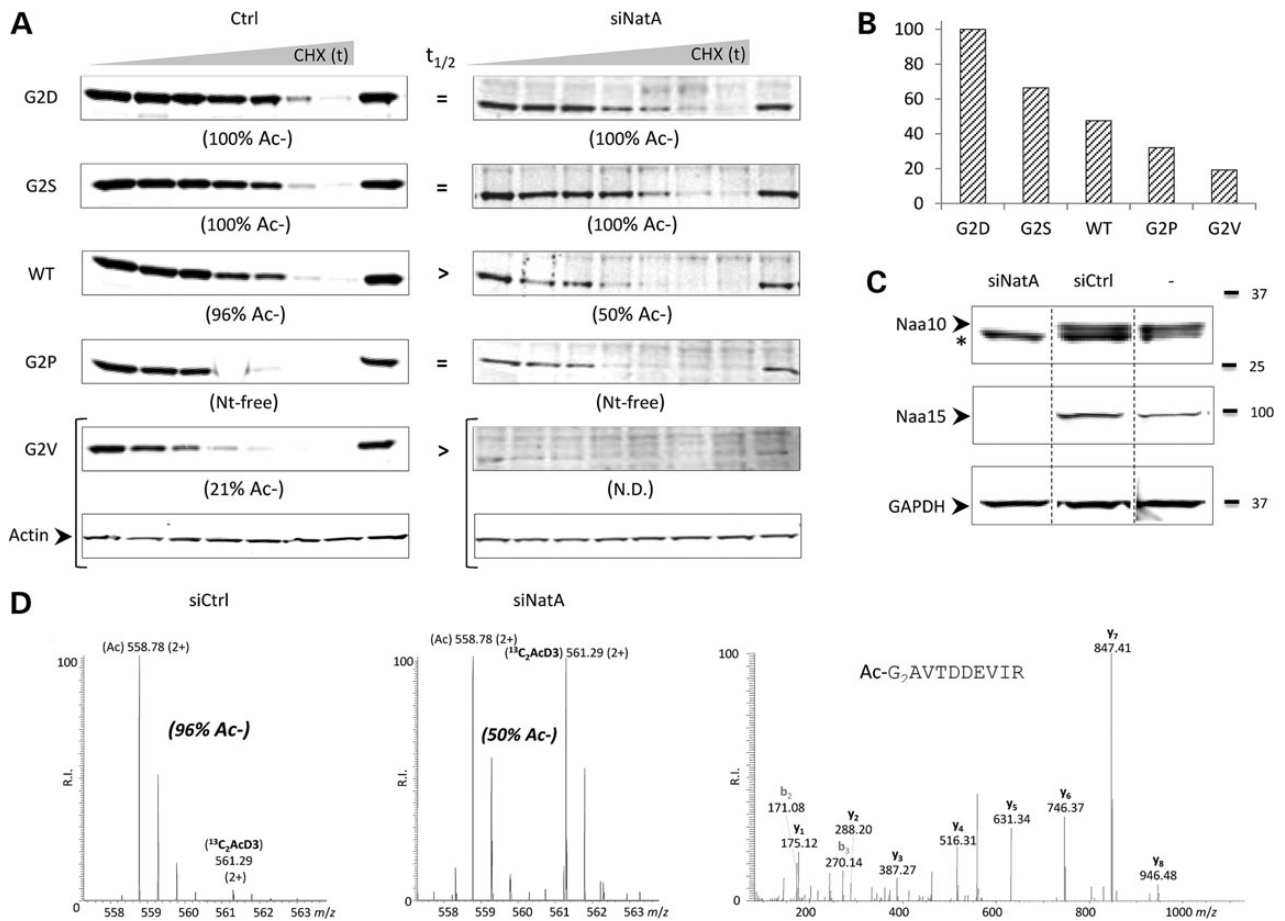 A
Ctrl
siNatA
CHX (t)
t1/2
CHX (t)
G2D
=
(100% Ac-)
(100% Ac-)
G2S
=
(100% Ac-)
(100% Ac-)
WT
>
(96% Ac-)
(50% Ac-)
G2P
=
(Nt-free)
(Nt-free)
G2V
>
(21% Ac-)
(N.D.)
Actin
B
100
80
60
40
20
0
G2D G2S WT G2P G2V
C
siNatA siCtrl -
37
Naa10
*
25
Naa15
100
GAPDH
37
D
siCtrl
(Ac) 558.78 (2+)
100
(96% Ac-)
R.I.
(13C2AcD3)
561.29
(2+)
0
558 559 560 561 562 563 m/z
siNatA
(Ac) 558.78 (2+)
(13C2AcD3) 561.29 (2+)
100
(50% Ac-)
R.I.
0
558 559 560 561 562 563 m/z
y7
847.41
100
Ac-G2AVTDDEVIR
R.I.
b2
171.08
y1
175.12
y2
288.20
b3
270.14
y3
387.27
y4
516.31
y5
631.34
y6
746.37
y8
946.48
0
200 400 600 800 1000 m/z